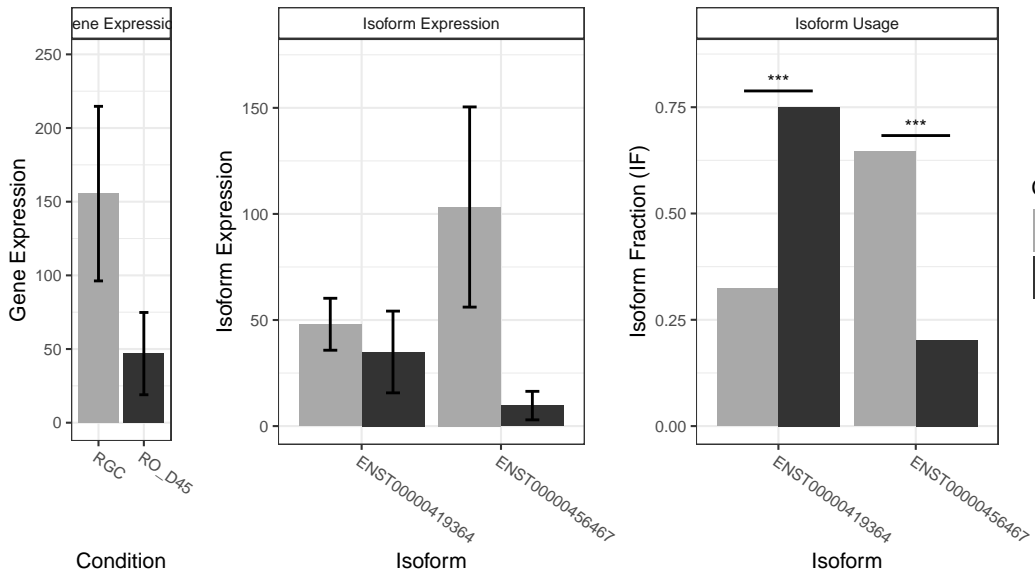 ene Expressio
Gene Expression
250
200
150
100
50
0
RGC
RO_D45
Condition
Isoform Expression
Isoform Expression
150
100
50
0
ENST00000419364
ENST00000456467
Isoform
Isoform Usage
Isoform Fraction (IF)
0.75
0.50
0.25
0.00
***
***
ENST00000419364
ENST00000456467
Isoform